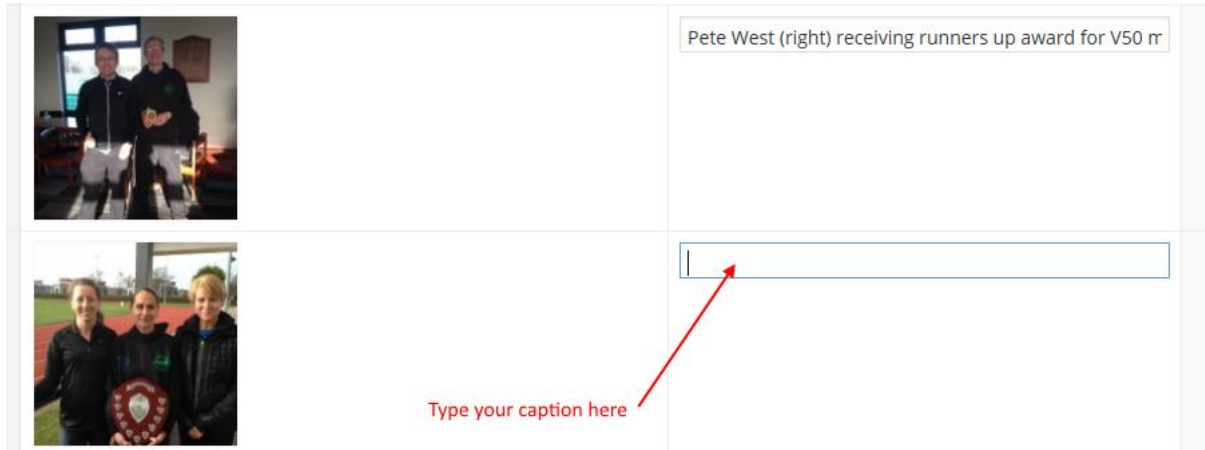 Pete West (right) receiving runners up award for V50 m
Type your caption here